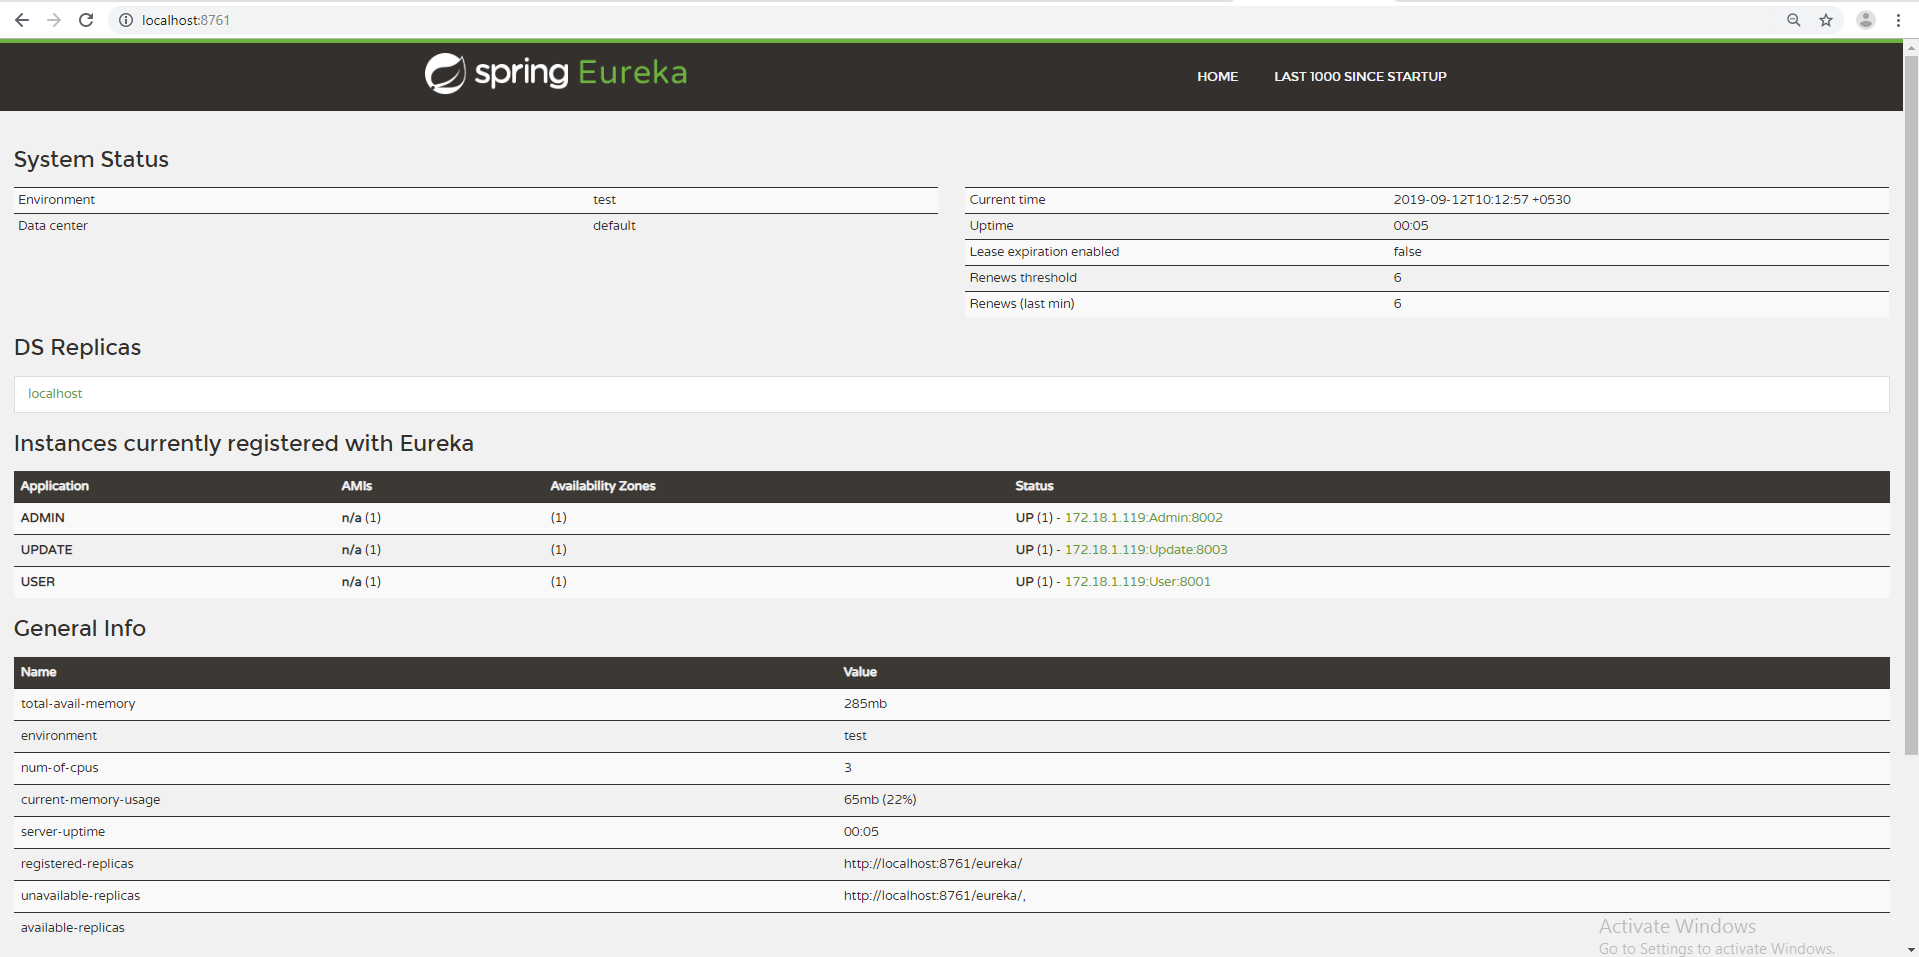 localhost:8761
spring Eureka
HOME LAST 1000 SINCE STARTUP
System Status
Environment test
Data center default
Current time 2019-09-12T10:12:57 +0530
Uptime 00:05
Lease expiration enabled false
Renews threshold 6
Renews (last min) 6
DS Replicas
localhost
Instances currently registered with Eureka
Application AMIs Availability Zones Status
ADMIN n/a (1) (1) UP (1) - 172.18.1.119:Admin:8002
UPDATE n/a (1) (1) UP (1) - 172.18.1.119:Update:8003
USER n/a (1) (1) UP (1) - 172.18.1.119:User:8001
General Info
Name Value
total-avail-memory 285mb
environment test
num-of-cpus 3
current-memory-usage 65mb (22%)
server-uptime 00:05
registered-replicas http://localhost:8761/eureka/
unavailable-replicas http://localhost:8761/eureka/,
available-replicas
Activate Windows
Go to Settings to activate Windows.